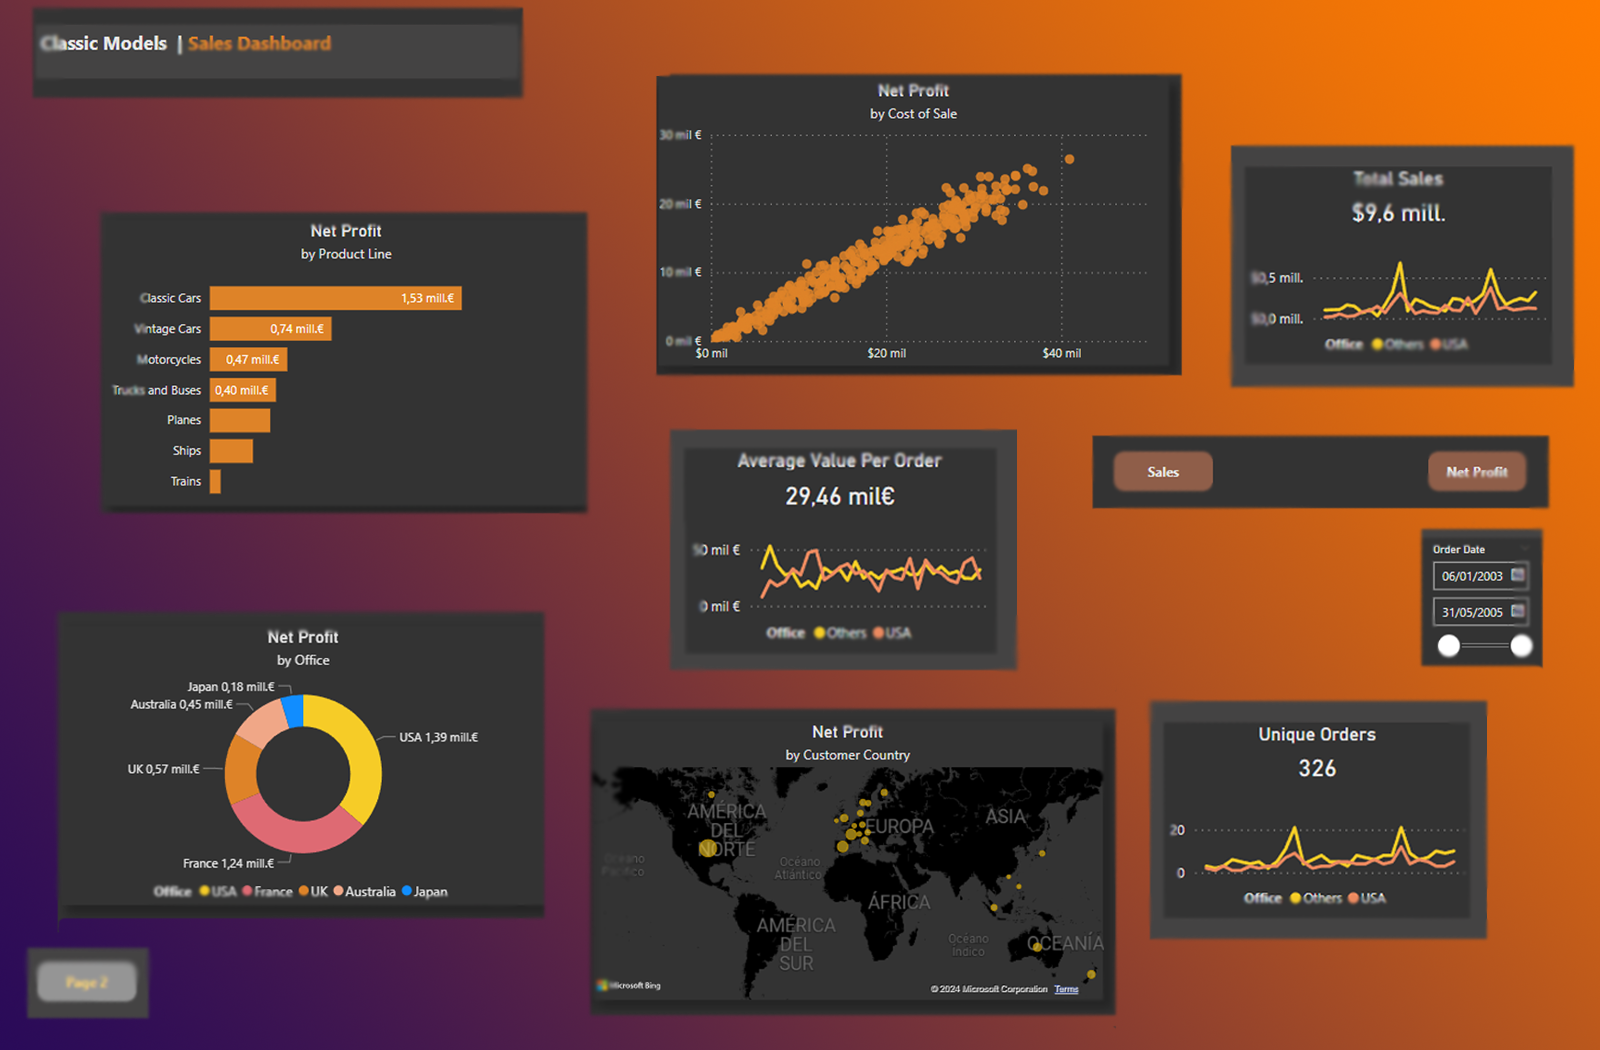 Classic Models | Sales Dashboard
Net Profit
by Cost of Sale
30 mil €
20 mil €
10 mil €
0 mil €
$0 mil
$20 mil
$40 mil
Total Sales
$9,6 mill.
$0,5 mill.
$0,0 mill.
Office Others USA
Net Profit
by Product Line
Classic Cars 1,53 mill.€
Vintage Cars 0,74 mill.€
Motorcycles 0,47 mill.€
Trucks and Buses 0,40 mill.€
Planes
Ships
Trains
Average Value Per Order
29,46 mil€
50 mil €
0 mil €
Office Others USA
Sales
Net Profit
Order Date
06/01/2003
31/05/2005
Net Profit
by Office
Japan 0,18 mill.€
Australia 0,45 mill.€
USA 1,39 mill.€
UK 0,57 mill.€
France 1,24 mill.€
Office USA France UK Australia Japan
Net Profit
by Customer Country
AMÉRICA
DEL
NORTE
EUROPA
ASIA
Océano
Pacífico
Océano
Atlántico
ÁFRICA
AMÉRICA
DEL
SUR
Océano
Índico
OCEANÍA
Microsoft Bing
© 2024 Microsoft Corporation Terms
Unique Orders
326
20
0
Office Others USA
Page 2